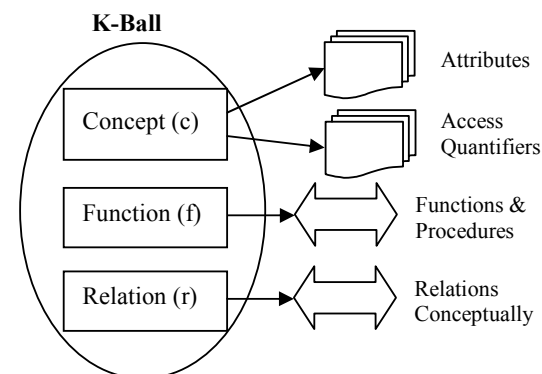 K-Ball
Attributes
Concept (c)
Access
Quantifiers
Function (f)
Functions &
Procedures
Relation (r)
Relations
Conceptually